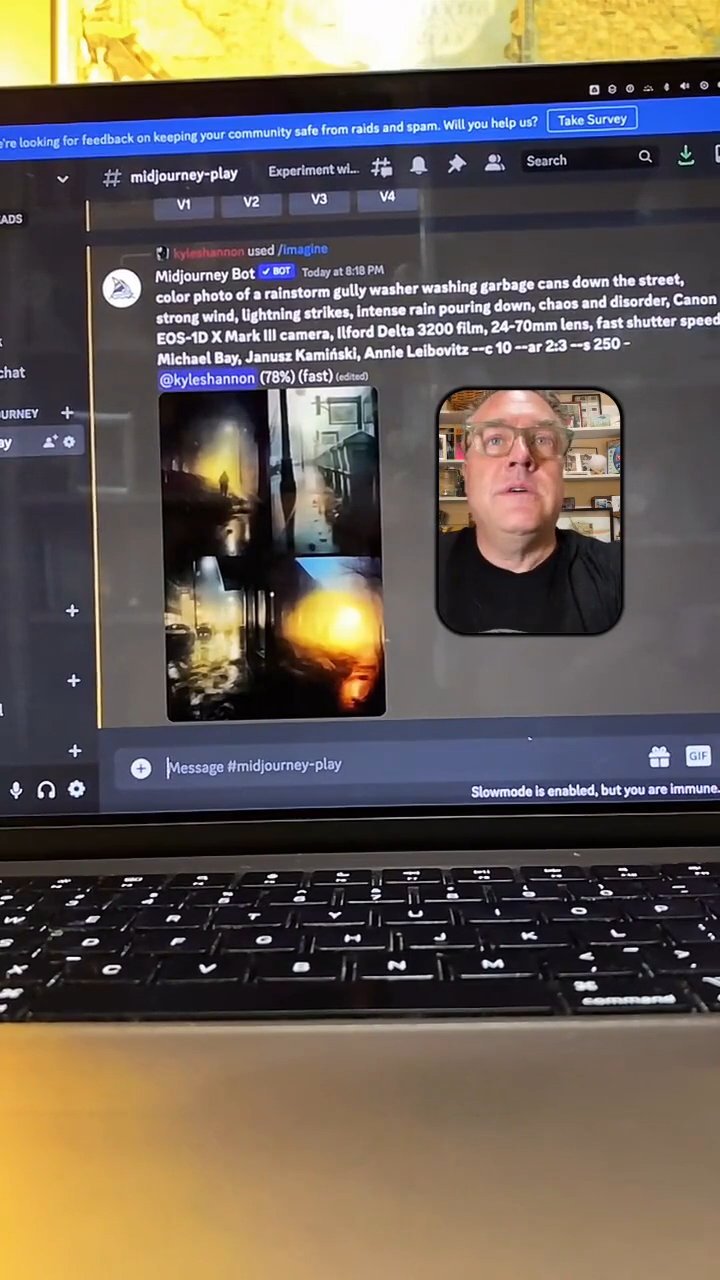 e're looking for feedback on keeping your community safe from raids and spam. Will you help us? Take Survey
# midjourney-play Experiment wi... Search
EADS
V1 V2 V3 V4
kyleshannon used /imagine
Midjourney Bot ✓ BOT Today at 8:18 PM
color photo of a rainstorm gully washer washing garbage cans down the street,
strong wind, lightning strikes, intense rain pouring down, chaos and disorder, Canon
EOS-1D X Mark III camera, Ilford Delta 3200 film, 24-70mm lens, fast shutter speed
Michael Bay, Janusz Kamiński, Annie Leibovitz --c 10 --ar 2:3 --s 250 -
@kyleshannon (78%) (fast) (edited)
chat
OURNEY +
ay
Message #midjourney-play GIF
Slowmode is enabled, but you are immune.
W E R T Y U I O P
S D F G H J K L
X C V B N M < >
⌘
command